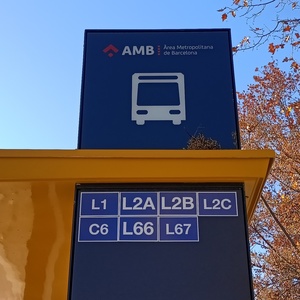 AMB Àrea Metropolitana
de Barcelona
L1 L2A L2B L2C
C6 L66 L67